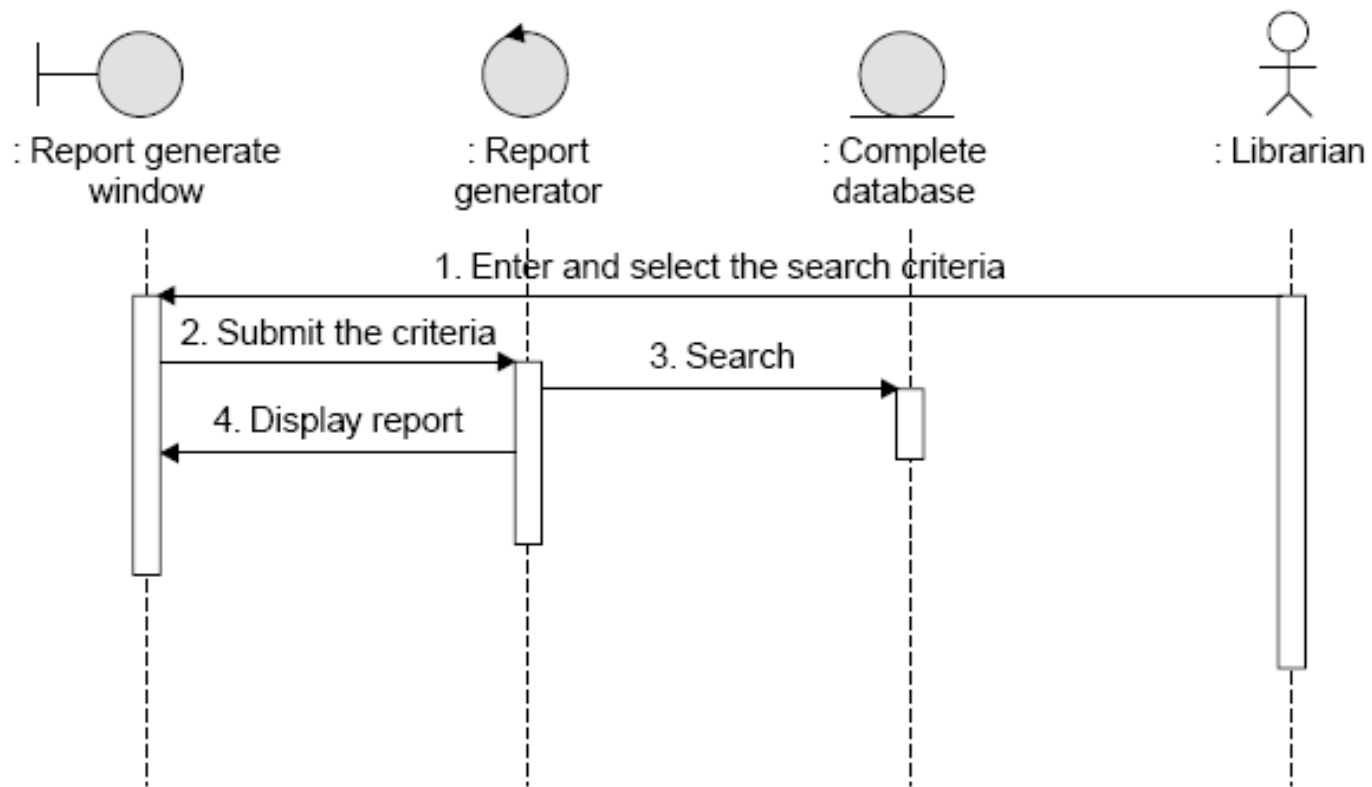 : Report generate
window
: Report
generator
: Complete
database
: Librarian
1. Enter and select the search criteria
2. Submit the criteria
3. Search
4. Display report